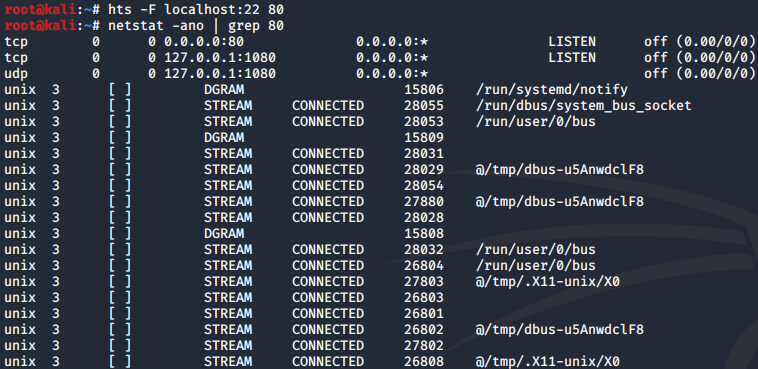 root@kali:~# hts -F localhost:22 80
root@kali:~# netstat -ano | grep 80
tcp 0 0 0.0.0.0:80 0.0.0.0:* LISTEN off (0.00/0/0)
tcp 0 0 127.0.0.1:1080 0.0.0.0:* LISTEN off (0.00/0/0)
udp 0 0 127.0.0.1:1080 0.0.0.0:* off (0.00/0/0)
unix 3 [ ] DGRAM 15806 /run/systemd/notify
unix 3 [ ] STREAM CONNECTED 28055 /run/dbus/system_bus_socket
unix 3 [ ] STREAM CONNECTED 28053 /run/user/0/bus
unix 3 [ ] DGRAM 15809
unix 3 [ ] STREAM CONNECTED 28031
unix 3 [ ] STREAM CONNECTED 28029 @/tmp/dbus-u5AnwdclF8
unix 3 [ ] STREAM CONNECTED 28054
unix 3 [ ] STREAM CONNECTED 27880 @/tmp/dbus-u5AnwdclF8
unix 3 [ ] STREAM CONNECTED 28028
unix 3 [ ] DGRAM 15808
unix 3 [ ] STREAM CONNECTED 28032 /run/user/0/bus
unix 3 [ ] STREAM CONNECTED 26804 /run/user/0/bus
unix 3 [ ] STREAM CONNECTED 27803 @/tmp/.X11-unix/X0
unix 3 [ ] STREAM CONNECTED 26803
unix 3 [ ] STREAM CONNECTED 26801
unix 3 [ ] STREAM CONNECTED 26802 @/tmp/dbus-u5AnwdclF8
unix 3 [ ] STREAM CONNECTED 27802
unix 3 [ ] STREAM CONNECTED 26808 @/tmp/.X11-unix/X0